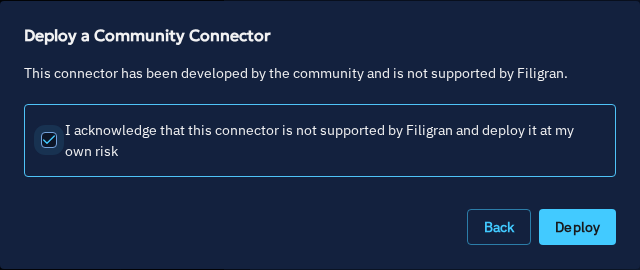 Deploy a Community Connector
This connector has been developed by the community and is not supported by Filigran.
I acknowledge that this connector is not supported by Filigran and deploy it at my
own risk
Back
Deploy